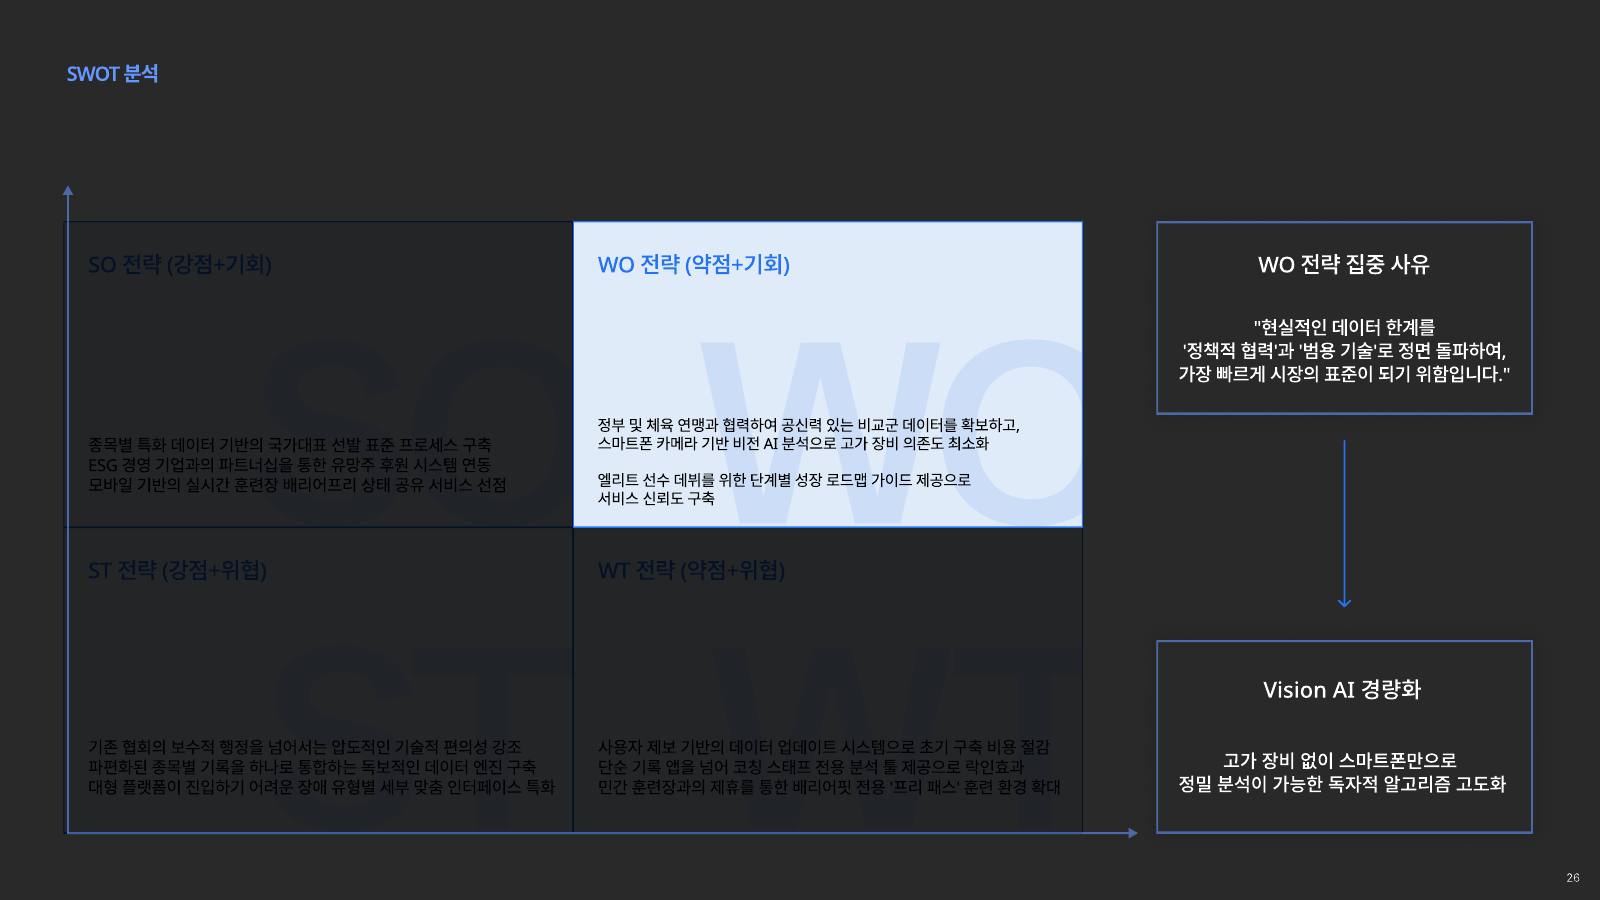 SWOT 분석
SO 전략 (강점+기회)
SO
종목별 특화 데이터 기반의 국가대표 선발 표준 프로세스 구축
ESG 경영 기업과의 파트너십을 통한 유망주 후원 시스템 연동
모바일 기반의 실시간 훈련장 배리어프리 상태 공유 서비스 선점
WO 전략 (약점+기회)
WO
정부 및 체육 연맹과 협력하여 공신력 있는 비교군 데이터를 확보하고,
스마트폰 카메라 기반 비전 AI 분석으로 고가 장비 의존도 최소화
엘리트 선수 데뷔를 위한 단계별 성장 로드맵 가이드 제공으로
서비스 신뢰도 구축
ST 전략 (강점+위협)
ST
기존 협회의 보수적 행정을 넘어서는 압도적인 기술적 편의성 강조
파편화된 종목별 기록을 하나로 통합하는 독보적인 데이터 엔진 구축
대형 플랫폼이 진입하기 어려운 장애 유형별 세부 맞춤 인터페이스 특화
WT 전략 (약점+위협)
WT
사용자 제보 기반의 데이터 업데이트 시스템으로 초기 구축 비용 절감
단순 기록 앱을 넘어 코칭 스태프 전용 분석 툴 제공으로 락인효과
민간 훈련장과의 제휴를 통한 배리어핏 전용 '프리 패스' 훈련 환경 확대
WO 전략 집중 사유
"현실적인 데이터 한계를
'정책적 협력'과 '범용 기술'로 정면 돌파하여,
가장 빠르게 시장의 표준이 되기 위함입니다."
Vision AI 경량화
고가 장비 없이 스마트폰만으로
정밀 분석이 가능한 독자적 알고리즘 고도화
26